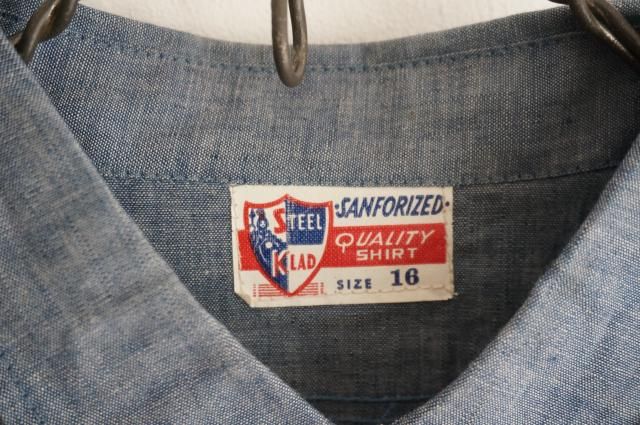 STEEL
KLAD
·SANFORIZED·
QUALITY
SHIRT
SIZE 16